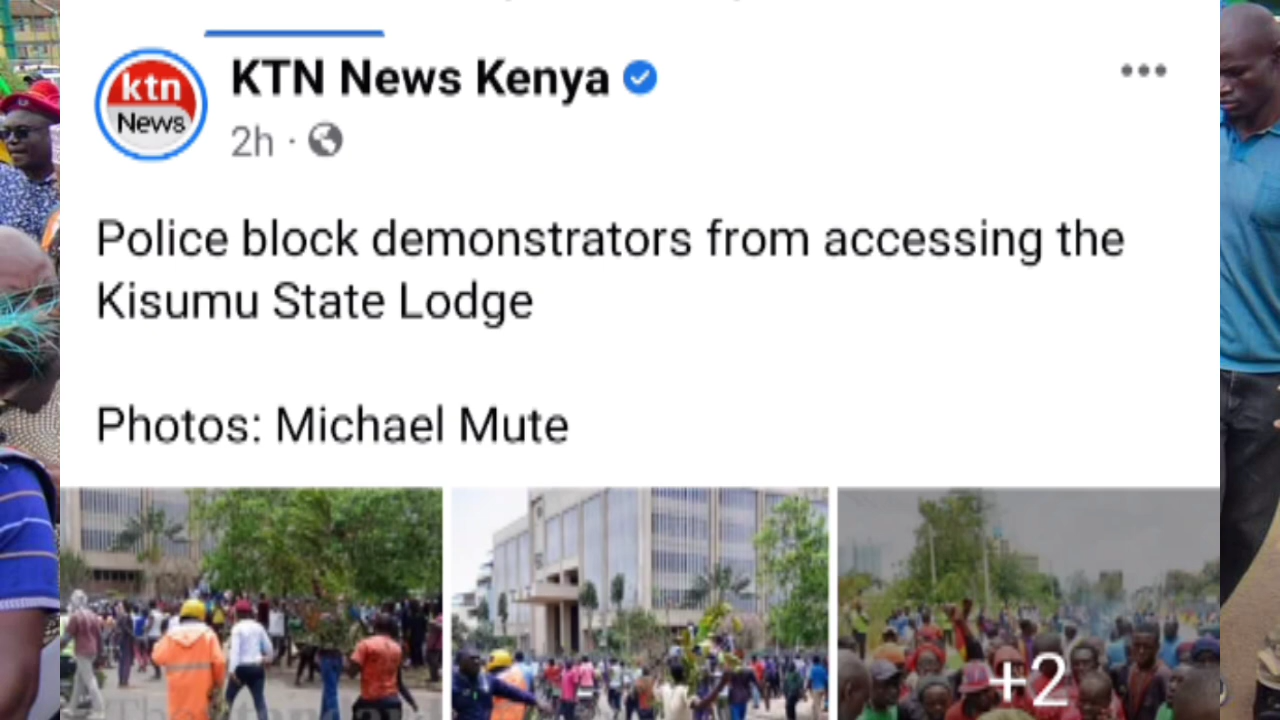 ktn
News
KTN News Kenya
2h ·
Police block demonstrators from accessing the
Kisumu State Lodge
Photos: Michael Mute
+2